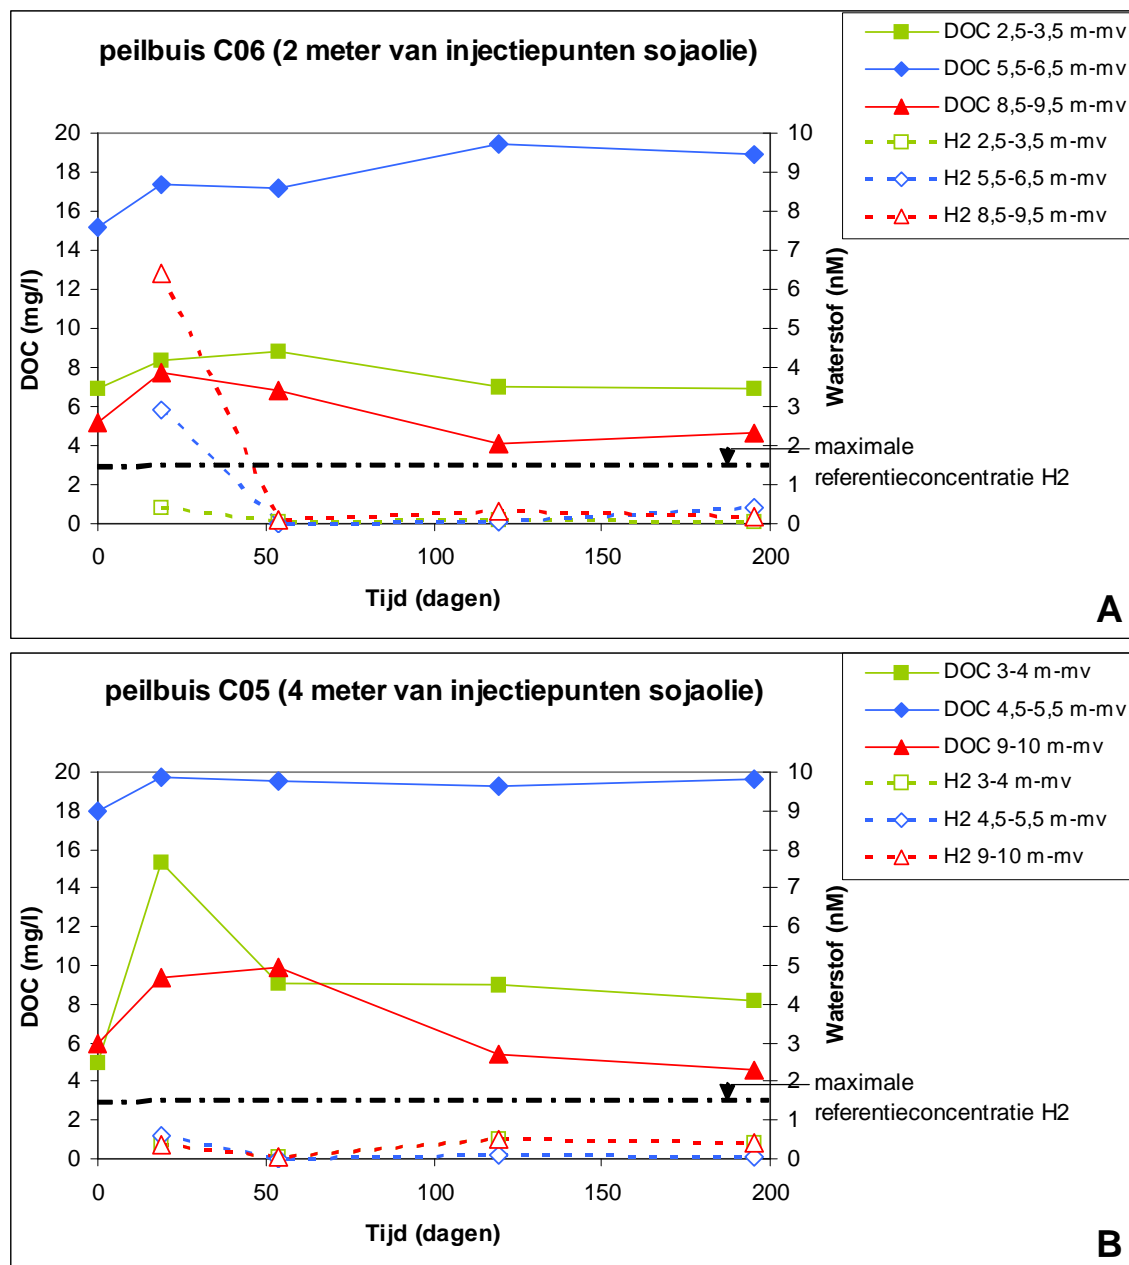 peilbuis C06 (2 meter van injectiepunten sojaolie)
DOC 2,5-3,5 m-mv
DOC 5,5-6,5 m-mv
DOC 8,5-9,5 m-mv
H2 2,5-3,5 m-mv
H2 5,5-6,5 m-mv
H2 8,5-9,5 m-mv
DOC (mg/l)
20
18
16
14
12
10
8
6
4
2
0
Waterstof (nM)
10
9
8
7
6
5
4
3
2
1
0
maximale
referentieconcentratie H2
0
50
100
150
200
Tijd (dagen)
A
peilbuis C05 (4 meter van injectiepunten sojaolie)
DOC 3-4 m-mv
DOC 4,5-5,5 m-mv
DOC 9-10 m-mv
H2 3-4 m-mv
H2 4,5-5,5 m-mv
H2 9-10 m-mv
DOC (mg/l)
20
18
16
14
12
10
8
6
4
2
0
Waterstof (nM)
10
9
8
7
6
5
4
3
2
1
0
maximale
referentieconcentratie H2
0
50
100
150
200
Tijd (dagen)
B